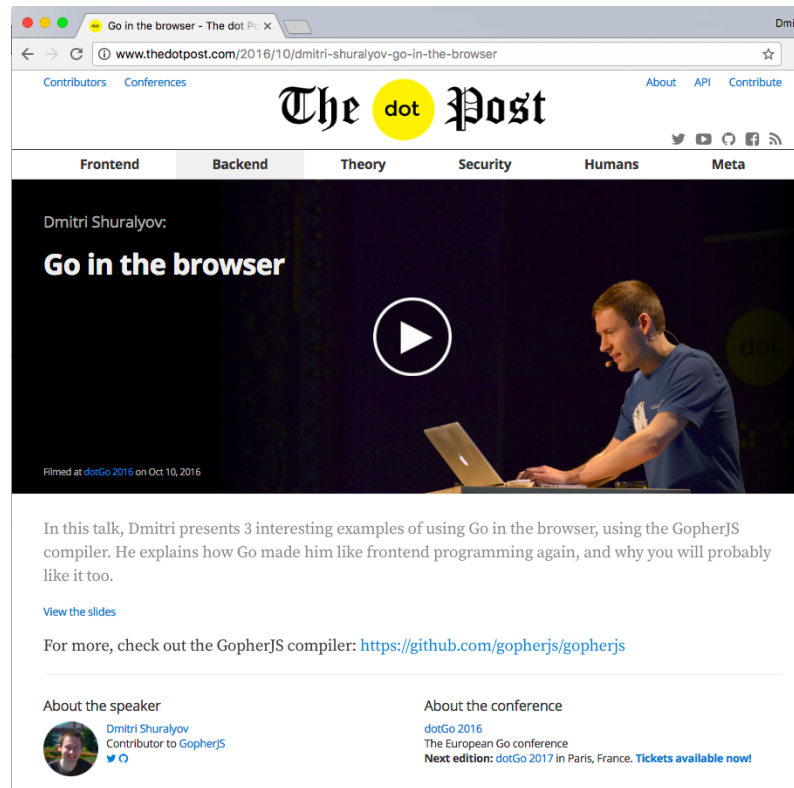 Go in the browser - The dot Po
Dmi
www.thedotpost.com/2016/10/dmitri-shuralyov-go-in-the-browser
Contributors Conferences
About API Contribute
The dot Post
Frontend Backend Theory Security Humans Meta
Dmitri Shuralyov:
Go in the browser
dot
Filmed at dotGo 2016 on Oct 10, 2016
In this talk, Dmitri presents 3 interesting examples of using Go in the browser, using the GopherJS
compiler. He explains how Go made him like frontend programming again, and why you will probably
like it too.
View the slides
For more, check out the GopherJS compiler: https://github.com/gopherjs/gopherjs
About the speaker
Dmitri Shuralyov
Contributor to GopherJS
About the conference
dotGo 2016
The European Go conference
Next edition: dotGo 2017 in Paris, France. Tickets available now!